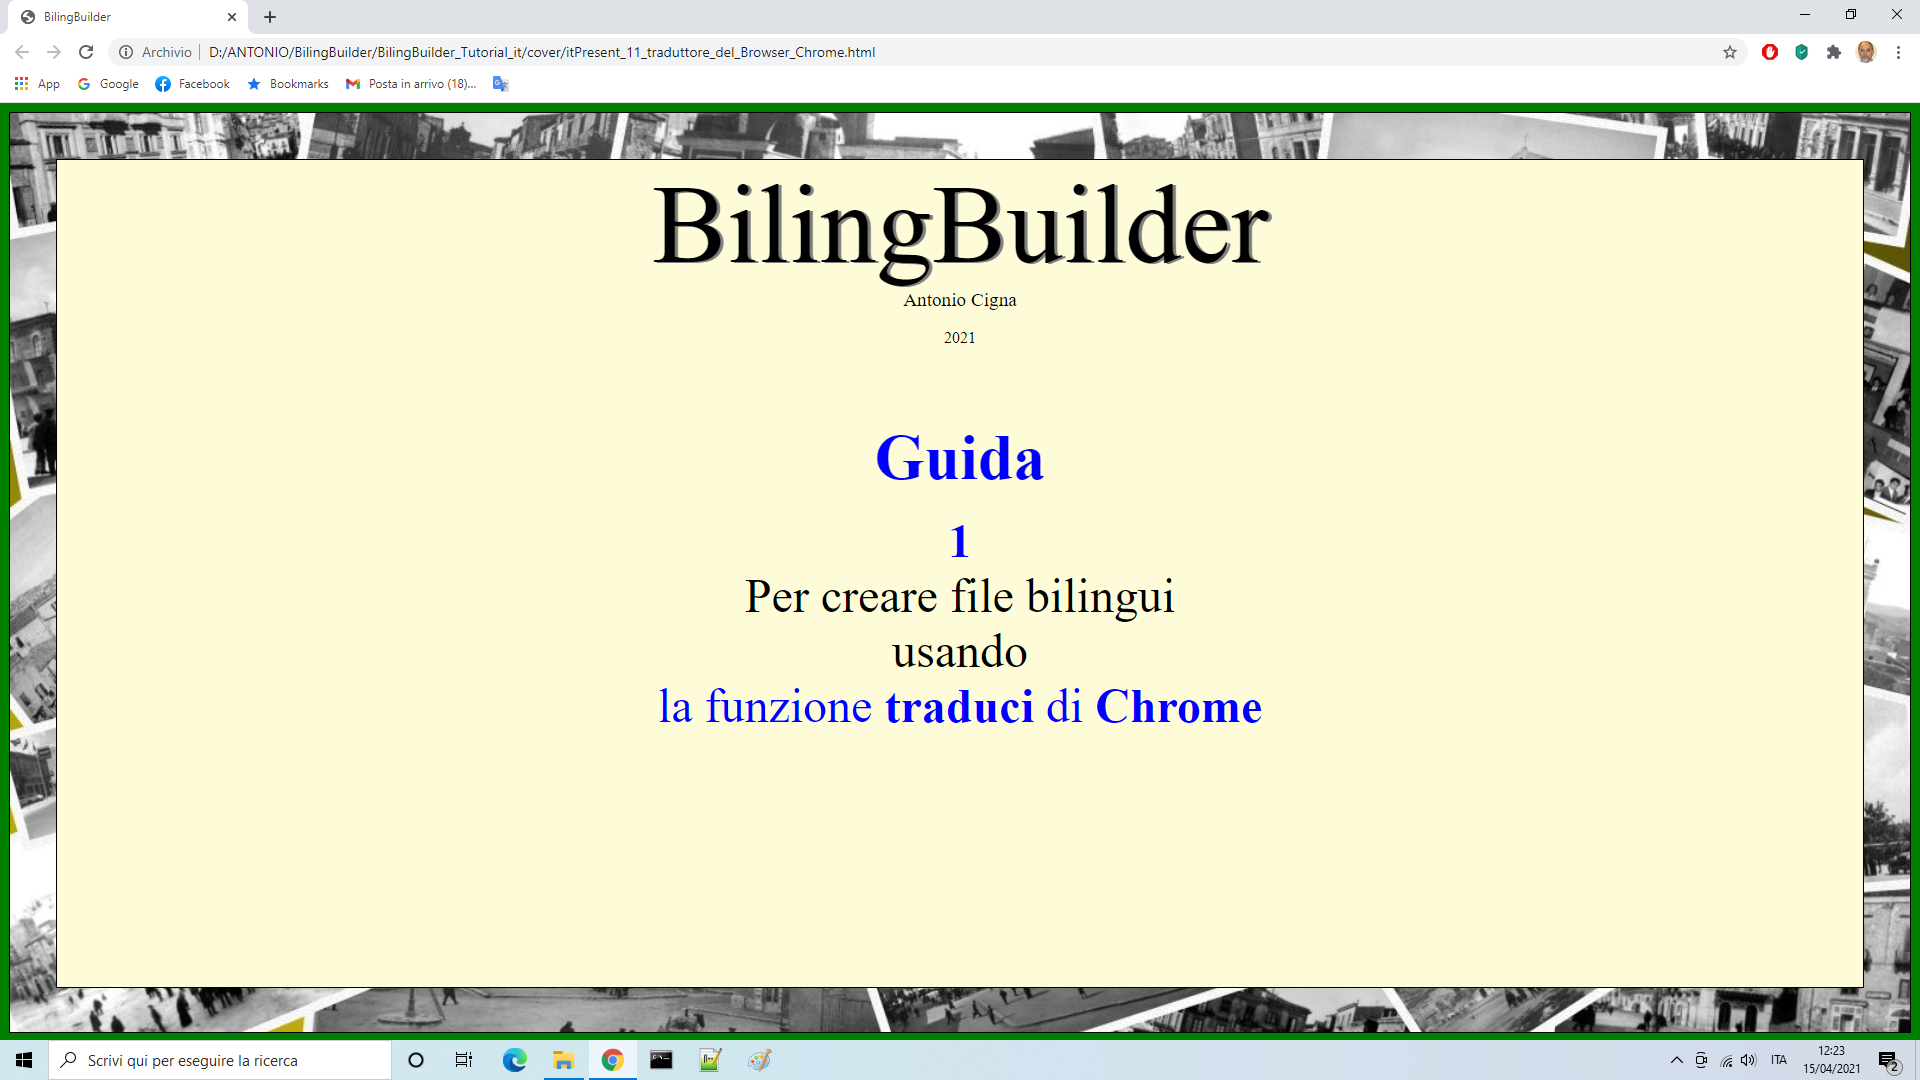 BilingBuilder
Archivio | D:/ANTONIO/BilingBuilder/BilingBuilder_Tutorial_it/cover/itPresent_11_traduttore_del_Browser_Chrome.html
App Google Facebook Bookmarks Posta in arrivo (18)...
BilingBuilder
Antonio Cigna
2021
Guida
1
Per creare file bilingui
usando
la funzione traduci di Chrome
Scrivi qui per eseguire la ricerca
ITA
12:23
15/04/2021
2